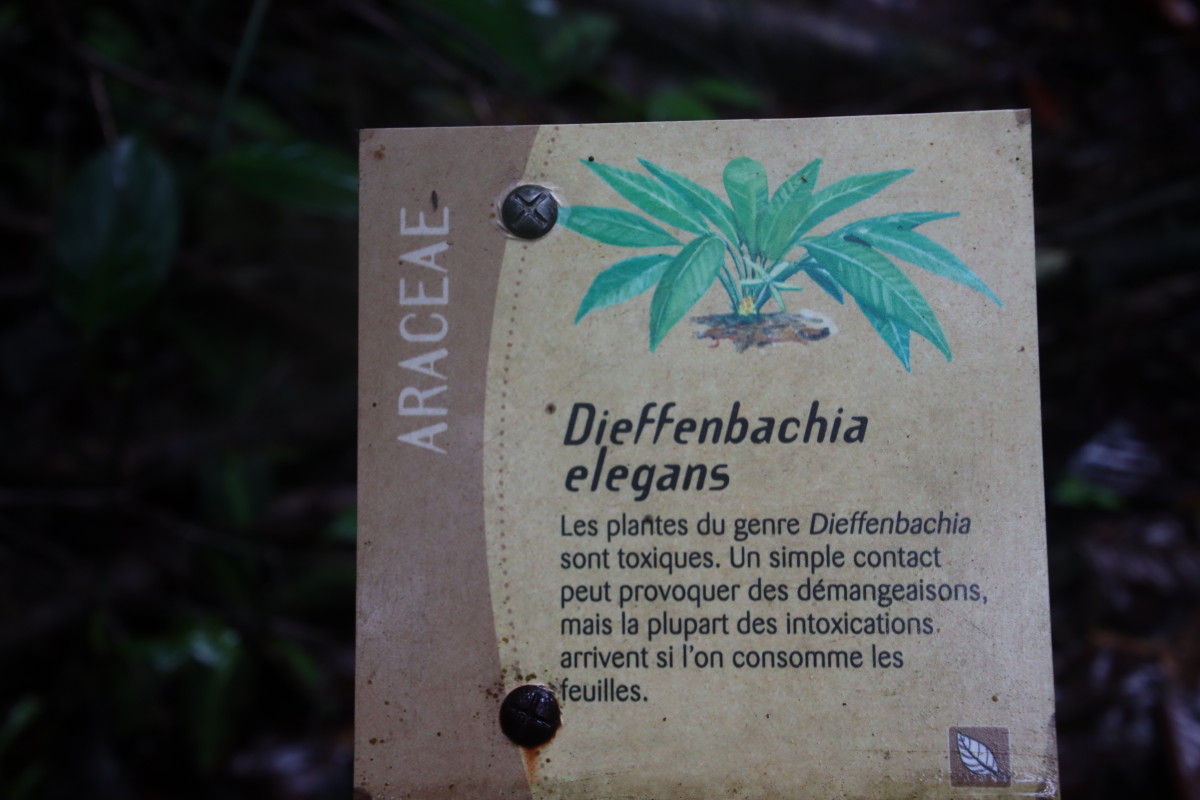 ARACEAE
Dieffenbachia
elegans
Les plantes du genre Dieffenbachia
sont toxiques. Un simple contact
peut provoquer des démangeaisons,
mais la plupart des intoxications
arrivent si l'on consomme les
feuilles.